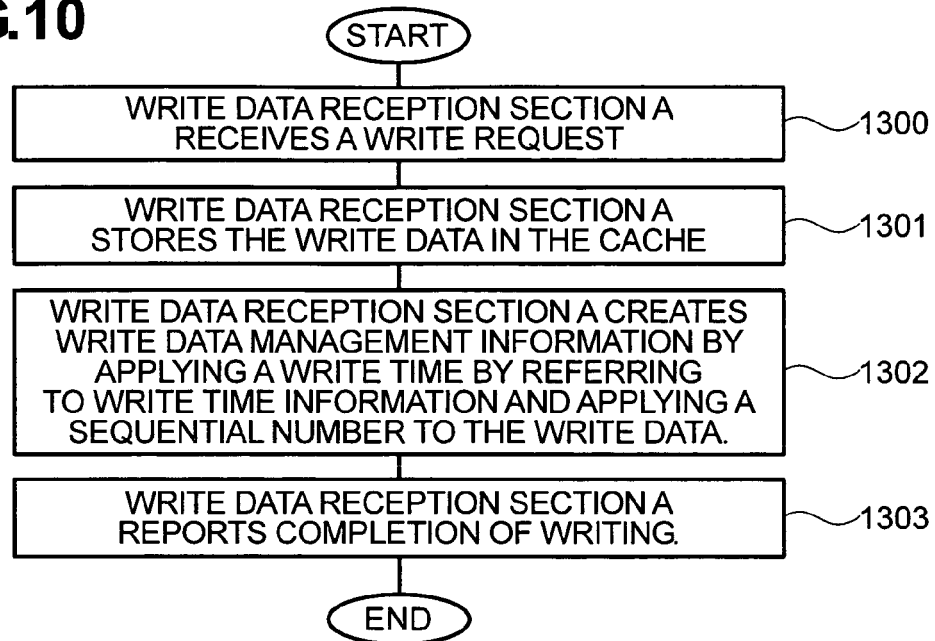 G.10
START
WRITE DATA RECEPTION SECTION A
RECEIVES A WRITE REQUEST
1300
WRITE DATA RECEPTION SECTION A
STORES THE WRITE DATA IN THE CACHE
1301
WRITE DATA RECEPTION SECTION A CREATES
WRITE DATA MANAGEMENT INFORMATION BY
APPLYING A WRITE TIME BY REFERRING
TO WRITE TIME INFORMATION AND APPLYING A
SEQUENTIAL NUMBER TO THE WRITE DATA.
1302
WRITE DATA RECEPTION SECTION A
REPORTS COMPLETION OF WRITING.
1303
END